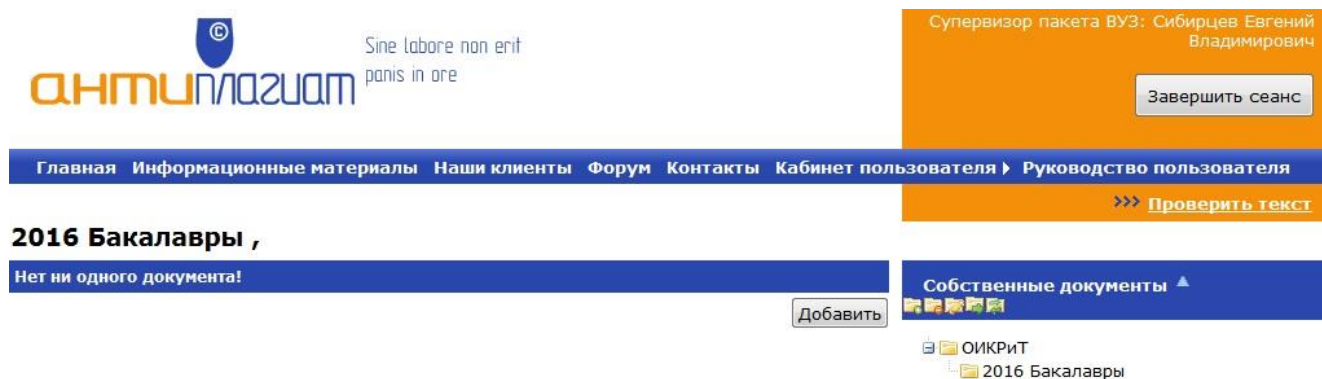 ©
антиплагиат
Sine labore non erit
panis in ore
Супервизор пакета ВУЗ: Сибирцев Евгений
Владимирович
Завершить сеанс
Главная Информационные материалы Наши клиенты Форум Контакты Кабинет пользователя Руководство пользователя
>>> Проверить текст
2016 Бакалавры ,
Нет ни одного документа!
Добавить
Собственные документы
ОИКРиТ
2016 Бакалавры